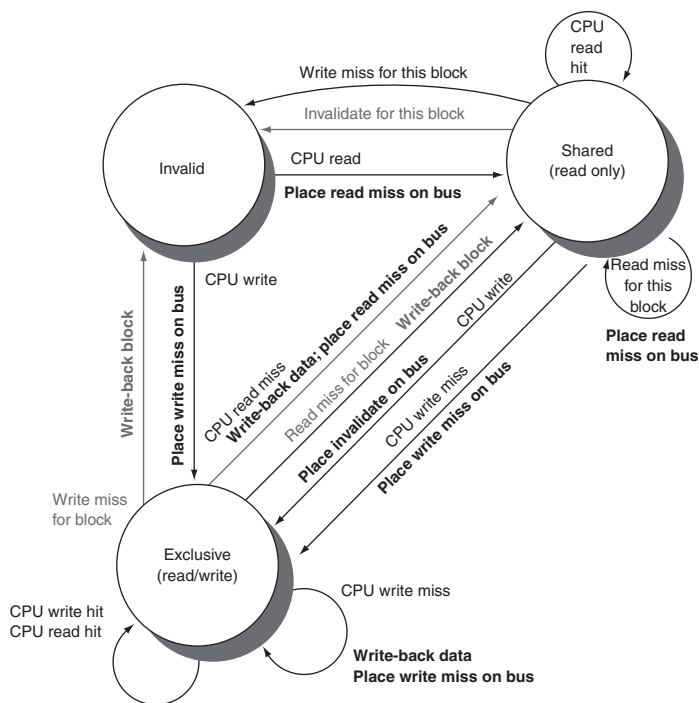 CPU
read
hit
Write miss for this block
Invalidate for this block
Invalid
CPU read
Place read miss on bus
Shared
(read only)
Read miss
for this
block
Place read
miss on bus
CPU write
Place write miss on bus
Write-back block
Write miss
for block
CPU read miss
Write-back data; place read miss on bus
Read miss for block
Write-back block
CPU write
Place invalidate on bus
CPU write miss
Place write miss on bus
Exclusive
(read/write)
CPU write hit
CPU read hit
CPU write miss
Write-back data
Place write miss on bus